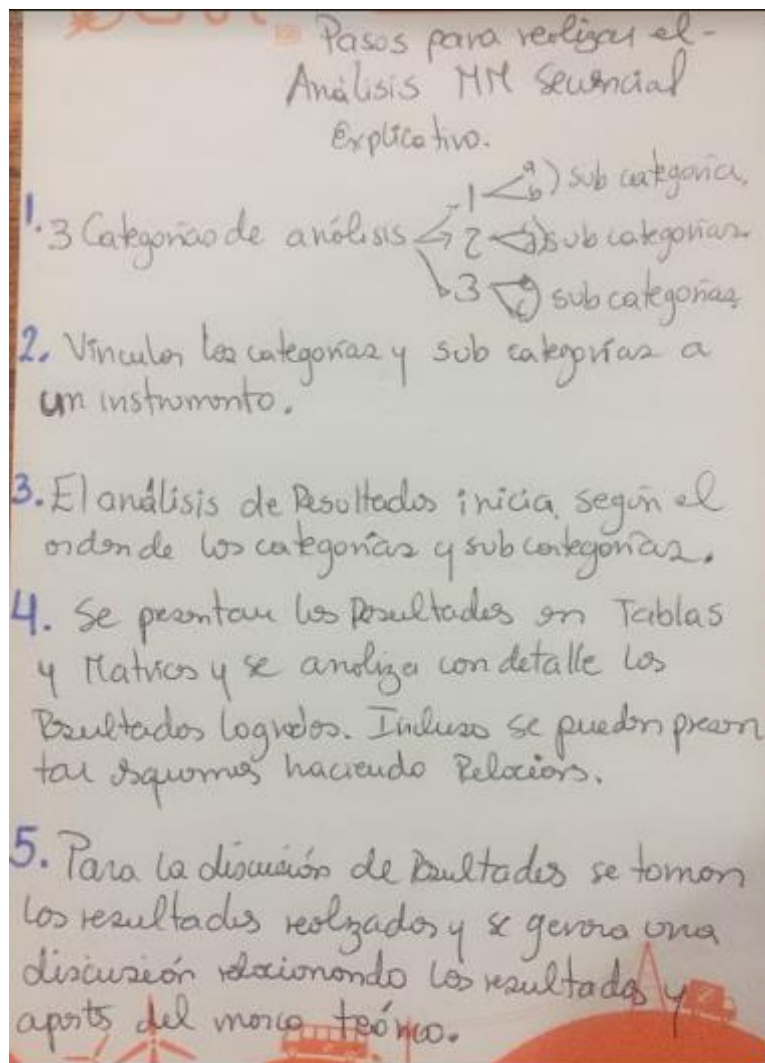 Pasos para realizar el-
Análisis MM Secuencial
Explicativo.
1. 3 Categorías de análisis
1 a) b) sub categoría.
2 a) sub categorías
3 a) c) sub categorías
2. Vincular las categorías y sub categorías a
un instrumento.
3. El análisis de Resultados inicia según el
orden de las categorías y sub categorías.
4. Se presentan los Resultados en Tablas
y Matrices y se analiza con detalle los
Resultados logrados. Incluso se pueden presen
tar esquemas haciendo Relacions.
5. Para la discusión de Resultados se toman
los resultados realizados y se genera una
discusión relacionando los resultados y
aportes del marco teórico.